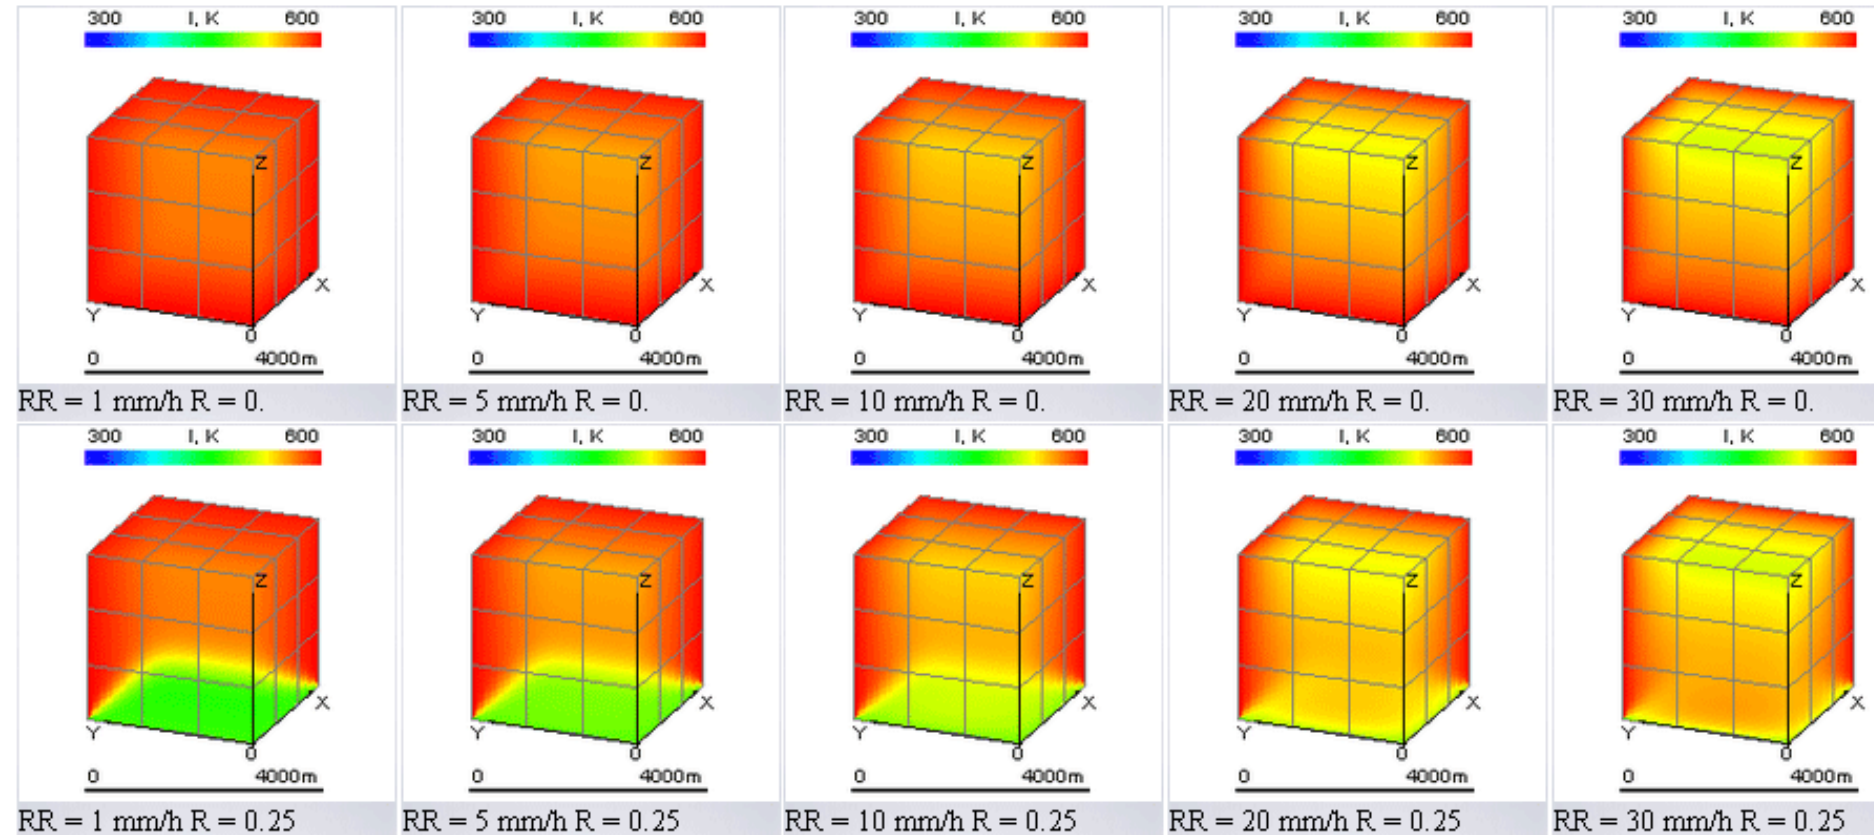 300 I, K 600
300 I, K 600
300 I, K 600
300 I, K 600
300 I, K 600
Z
Z
Z
Z
Z
X
X
X
X
X
Y
Y
Y
Y
Y
0
0
0
0
0
0 4000m
0 4000m
0 4000m
0 4000m
0 4000m
RR = 1 mm/h R = 0.
RR = 5 mm/h R = 0.
RR = 10 mm/h R = 0.
RR = 20 mm/h R = 0.
RR = 30 mm/h R = 0.
300 I, K 600
300 I, K 600
300 I, K 600
300 I, K 600
300 I, K 600
Z
Z
Z
Z
Z
X
X
X
X
X
Y
Y
Y
Y
Y
0
0
0
0
0
0 4000m
0 4000m
0 4000m
0 4000m
0 4000m
RR = 1 mm/h R = 0.25
RR = 5 mm/h R = 0.25
RR = 10 mm/h R = 0.25
RR = 20 mm/h R = 0.25
RR = 30 mm/h R = 0.25